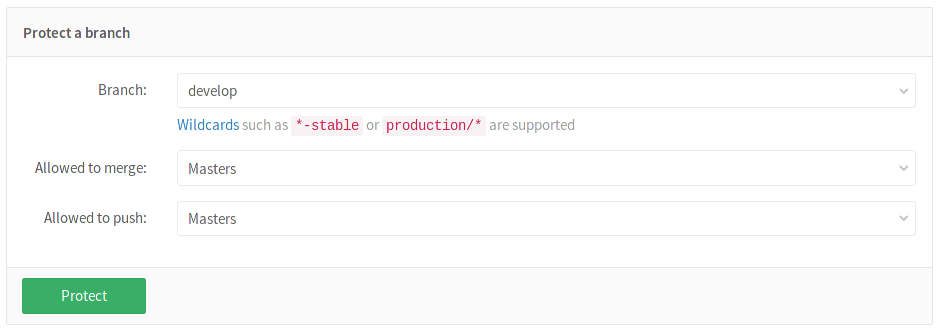 Protect a branch
Branch: develop
Wildcards such as *-stable or production/* are supported
Allowed to merge: Masters
Allowed to push: Masters
Protect